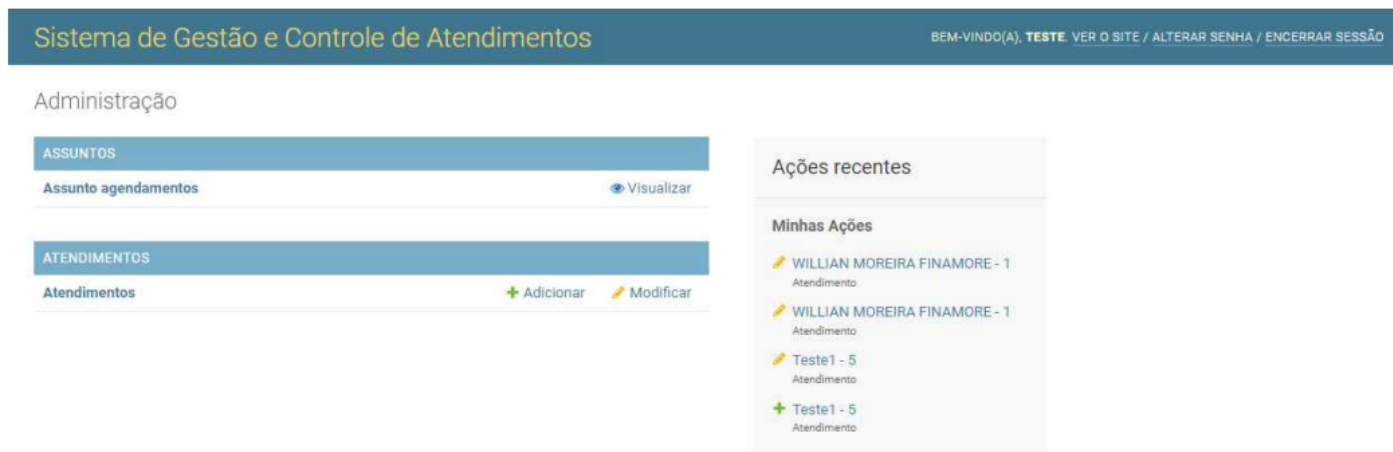 Sistema de Gestão e Controle de Atendimentos
BEM-VINDO(A), TESTE. VER O SITE / ALTERAR SENHA / ENCERRAR SESSÃO
Administração
ASSUNTOS
Assunto agendamentos Visualizar
ATENDIMENTOS
Atendimentos Adicionar Modificar
Ações recentes
Minhas Ações
WILLIAN MOREIRA FINAMORE - 1
Atendimento
WILLIAN MOREIRA FINAMORE - 1
Atendimento
Teste1 - 5
Atendimento
Teste1 - 5
Atendimento